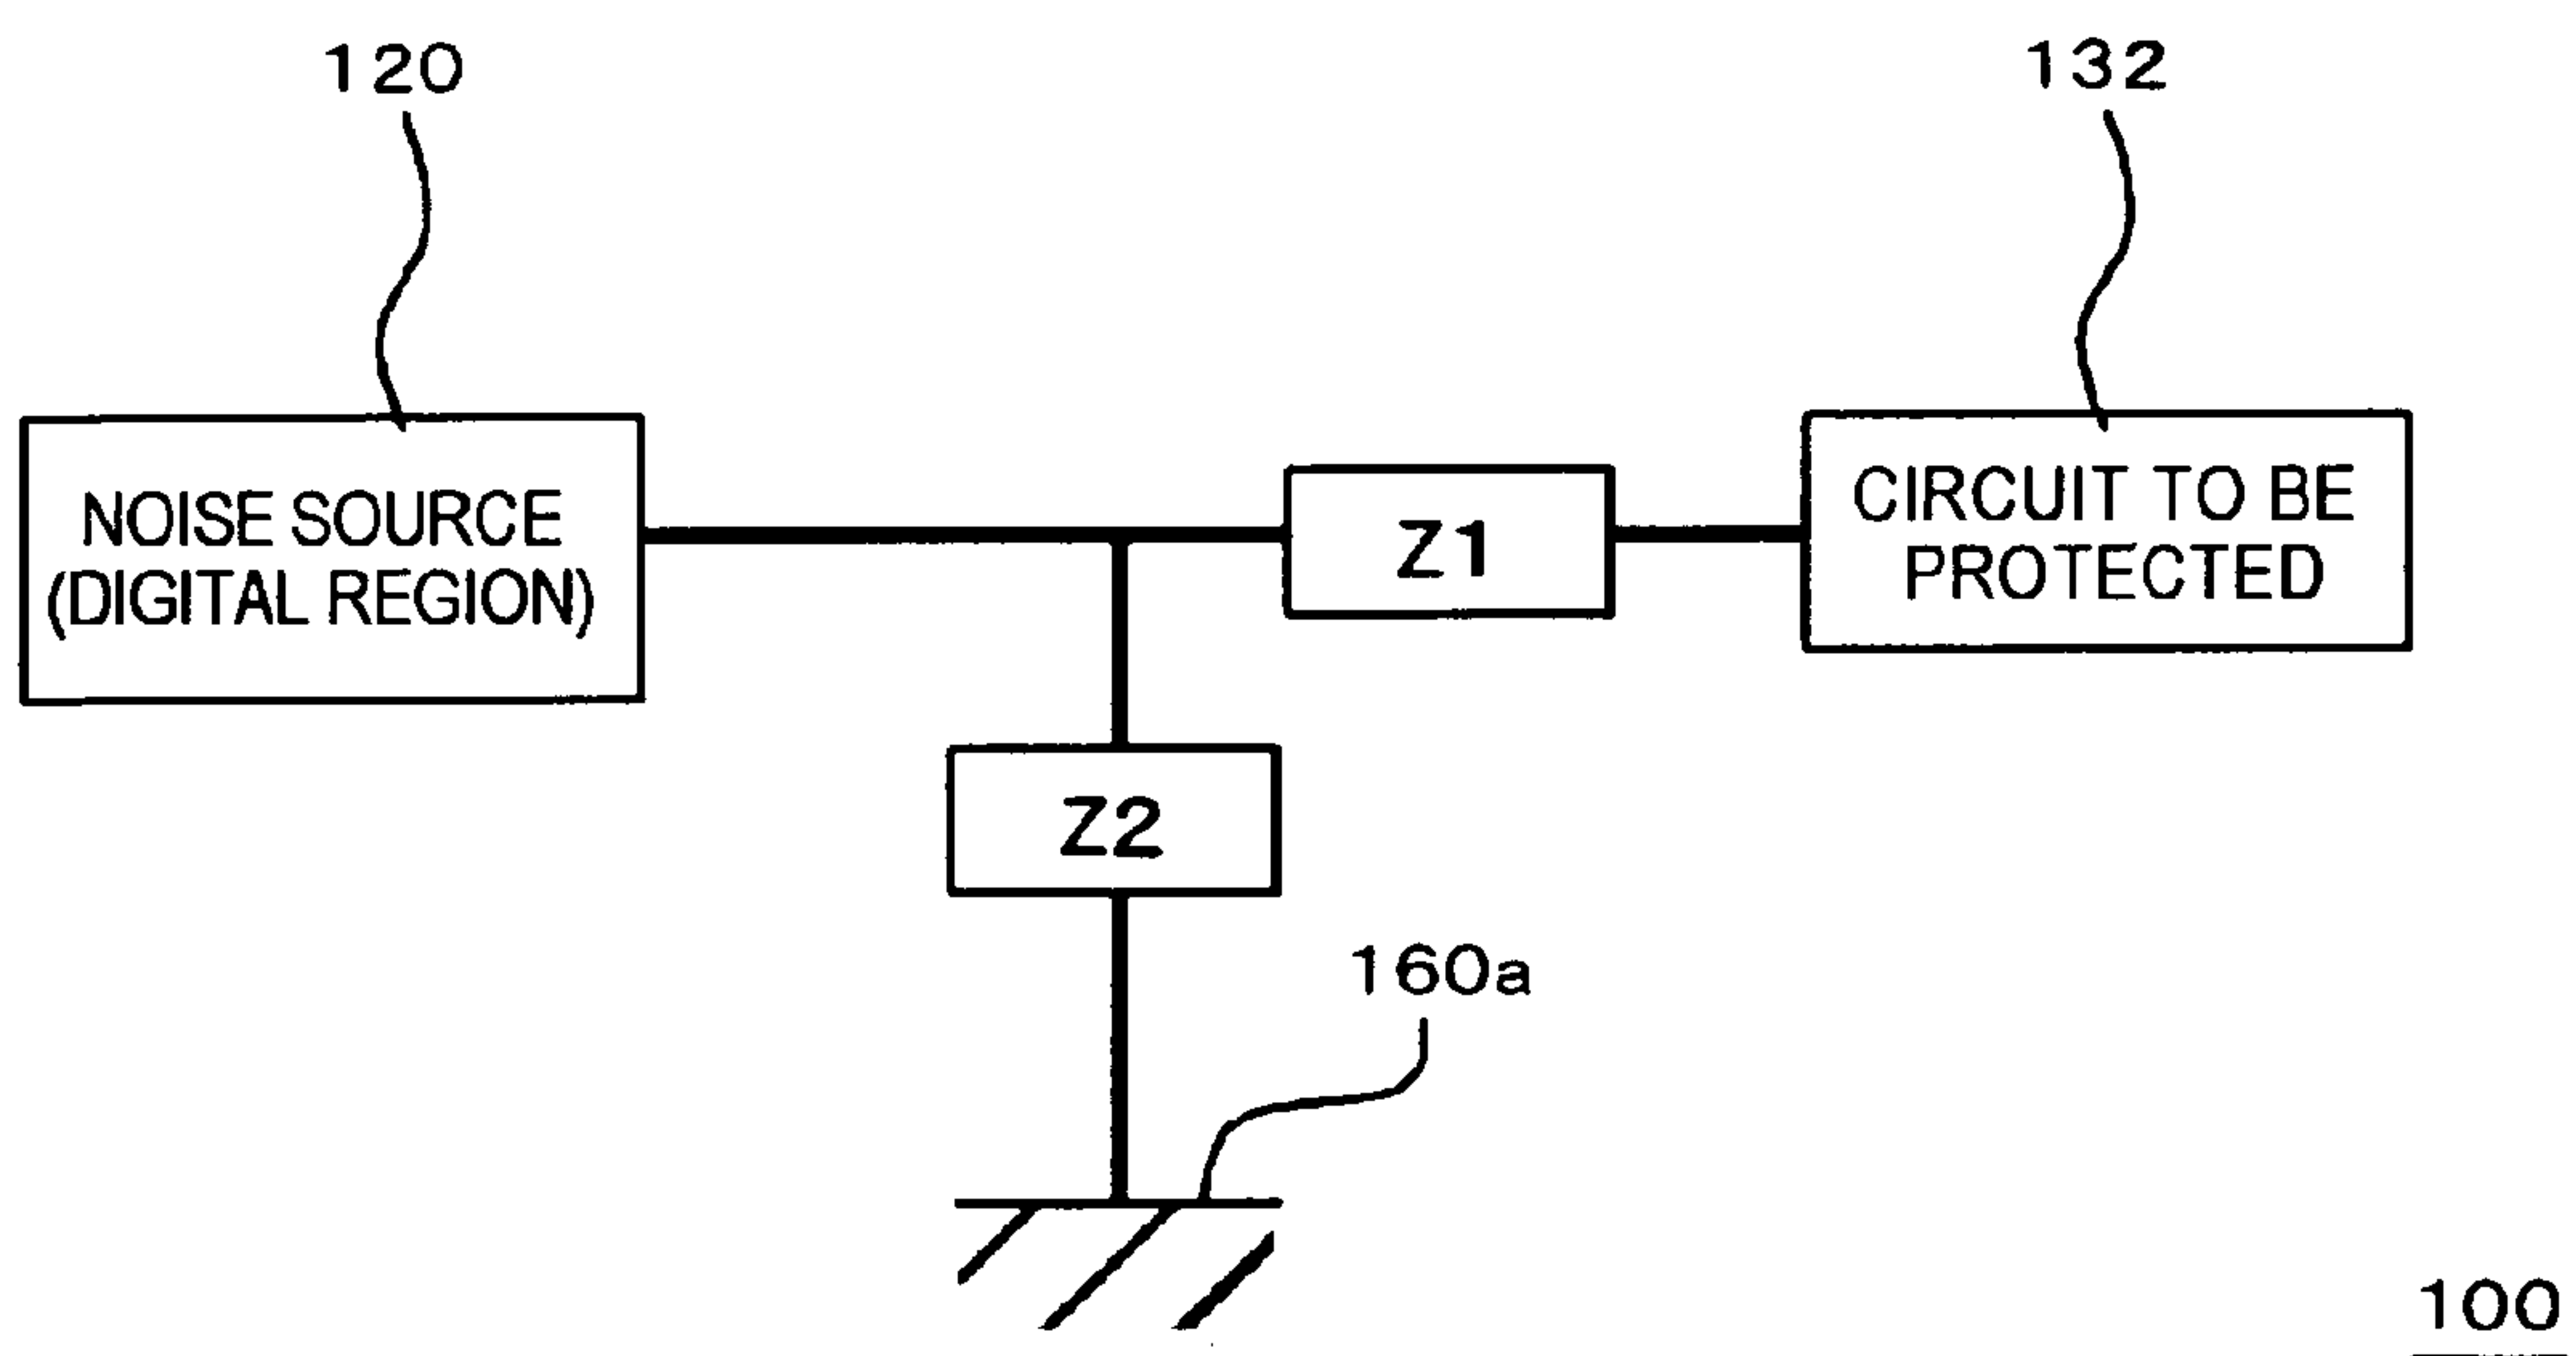 120
132
NOISE SOURCE
(DIGITAL REGION)
Z1
CIRCUIT TO BE
PROTECTED
Z2
160a
100